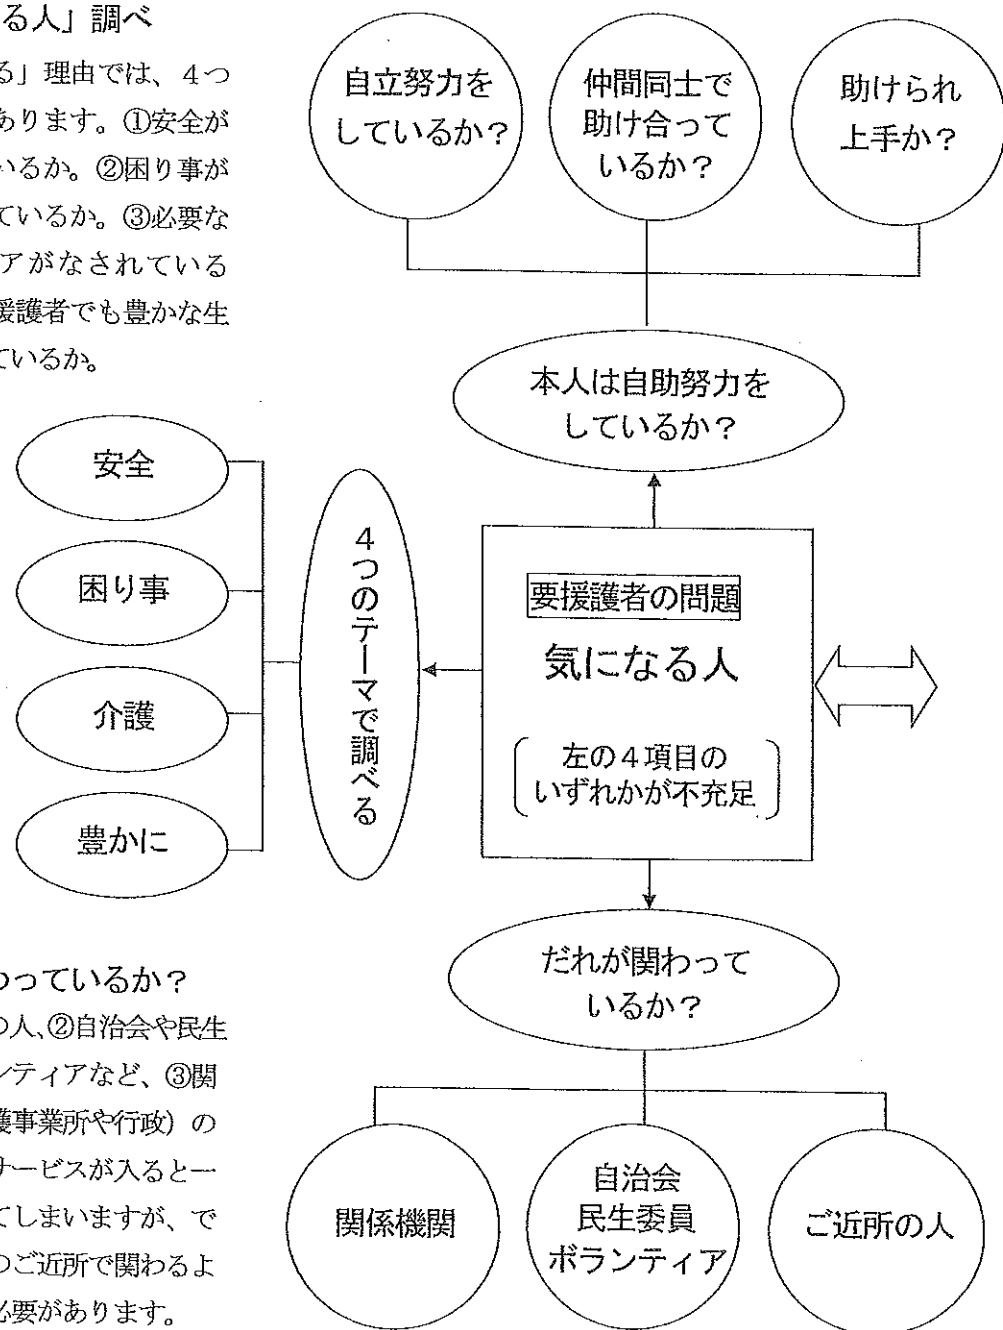 る人」調べ
る」理由では、４つ
あります。①安全が
いるか。②困り事が
ているか。③必要な
アがなされている
援護者でも豊かな生
ているか。
自立努力を
しているか？
仲間同士で
助け合って
いるか？
助けられ
上手か？
本人は自助努力を
しているか？
安全
困り事
介護
豊かに
４つのテーマで調べる
要援護者の問題
気になる人
左の４項目の
いずれかが不充足
だれが関わって
いるか？
わっているか？
の人、②自治会や民生
ンティアなど、③関
護事業所や行政）の
サービスが入ると一
てしまいますが、で
のご近所で関わるよ
必要があります。
関係機関
自治会
民生委員
ボランティア
ご近所の人